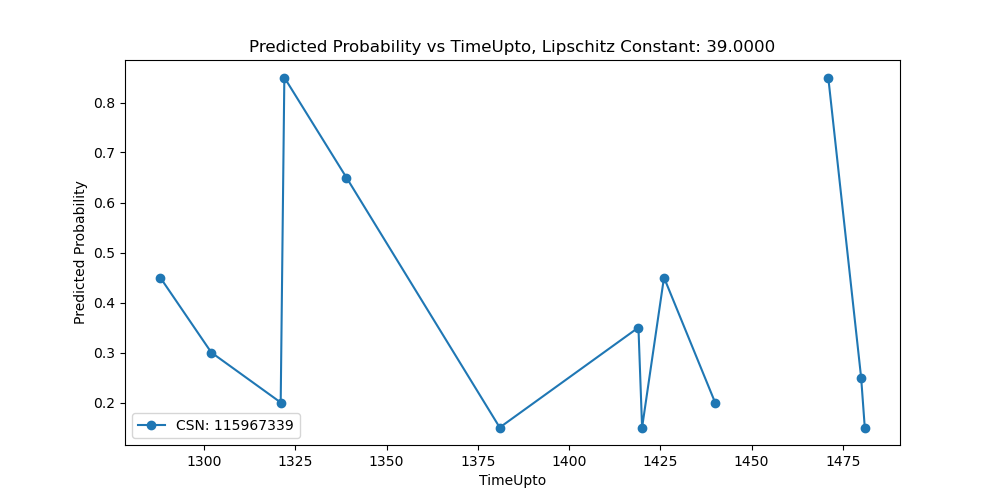 Predicted Probability vs TimeUpto, Lipschitz Constant: 39.0000
Predicted Probability
0.8
0.7
0.6
0.5
0.4
0.3
0.2
CSN: 115967339
1300 1325 1350 1375 1400 1425 1450 1475
TimeUpto